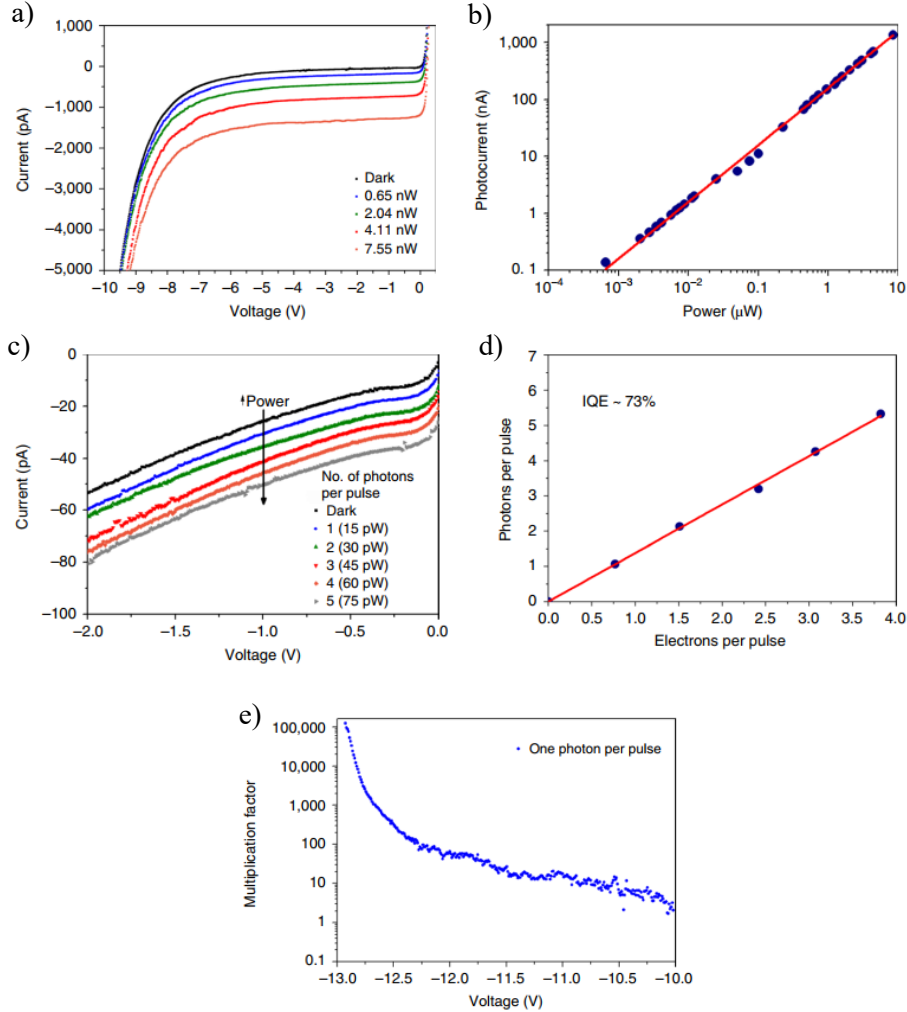 a)
1,000
0
−1,000
−2,000
−3,000
−4,000
−5,000
Current (pA)
Dark
0.65 nW
2.04 nW
4.11 nW
7.55 nW
−10 −9 −8 −7 −6 −5 −4 −3 −2 −1 0
Voltage (V)
b)
1,000
100
10
1
0.1
Photocurrent (nA)
10−4 10−3 10−2 0.1 1 10
Power (μW)
c)
0
−20
−40
−60
−80
−100
Current (pA)
Power
No. of photons
per pulse
Dark
1 (15 pW)
2 (30 pW)
3 (45 pW)
4 (60 pW)
5 (75 pW)
−2.0 −1.5 −1.0 −0.5 0.0
Voltage (V)
d)
7
6
5
4
3
2
1
0
Photons per pulse
IQE ~ 73%
0.0 0.5 1.0 1.5 2.0 2.5 3.0 3.5 4.0
Electrons per pulse
e)
100,000
10,000
1,000
100
10
1
0.1
Multiplication factor
One photon per pulse
−13.0 −12.5 −12.0 −11.5 −11.0 −10.5 −10.0
Voltage (V)